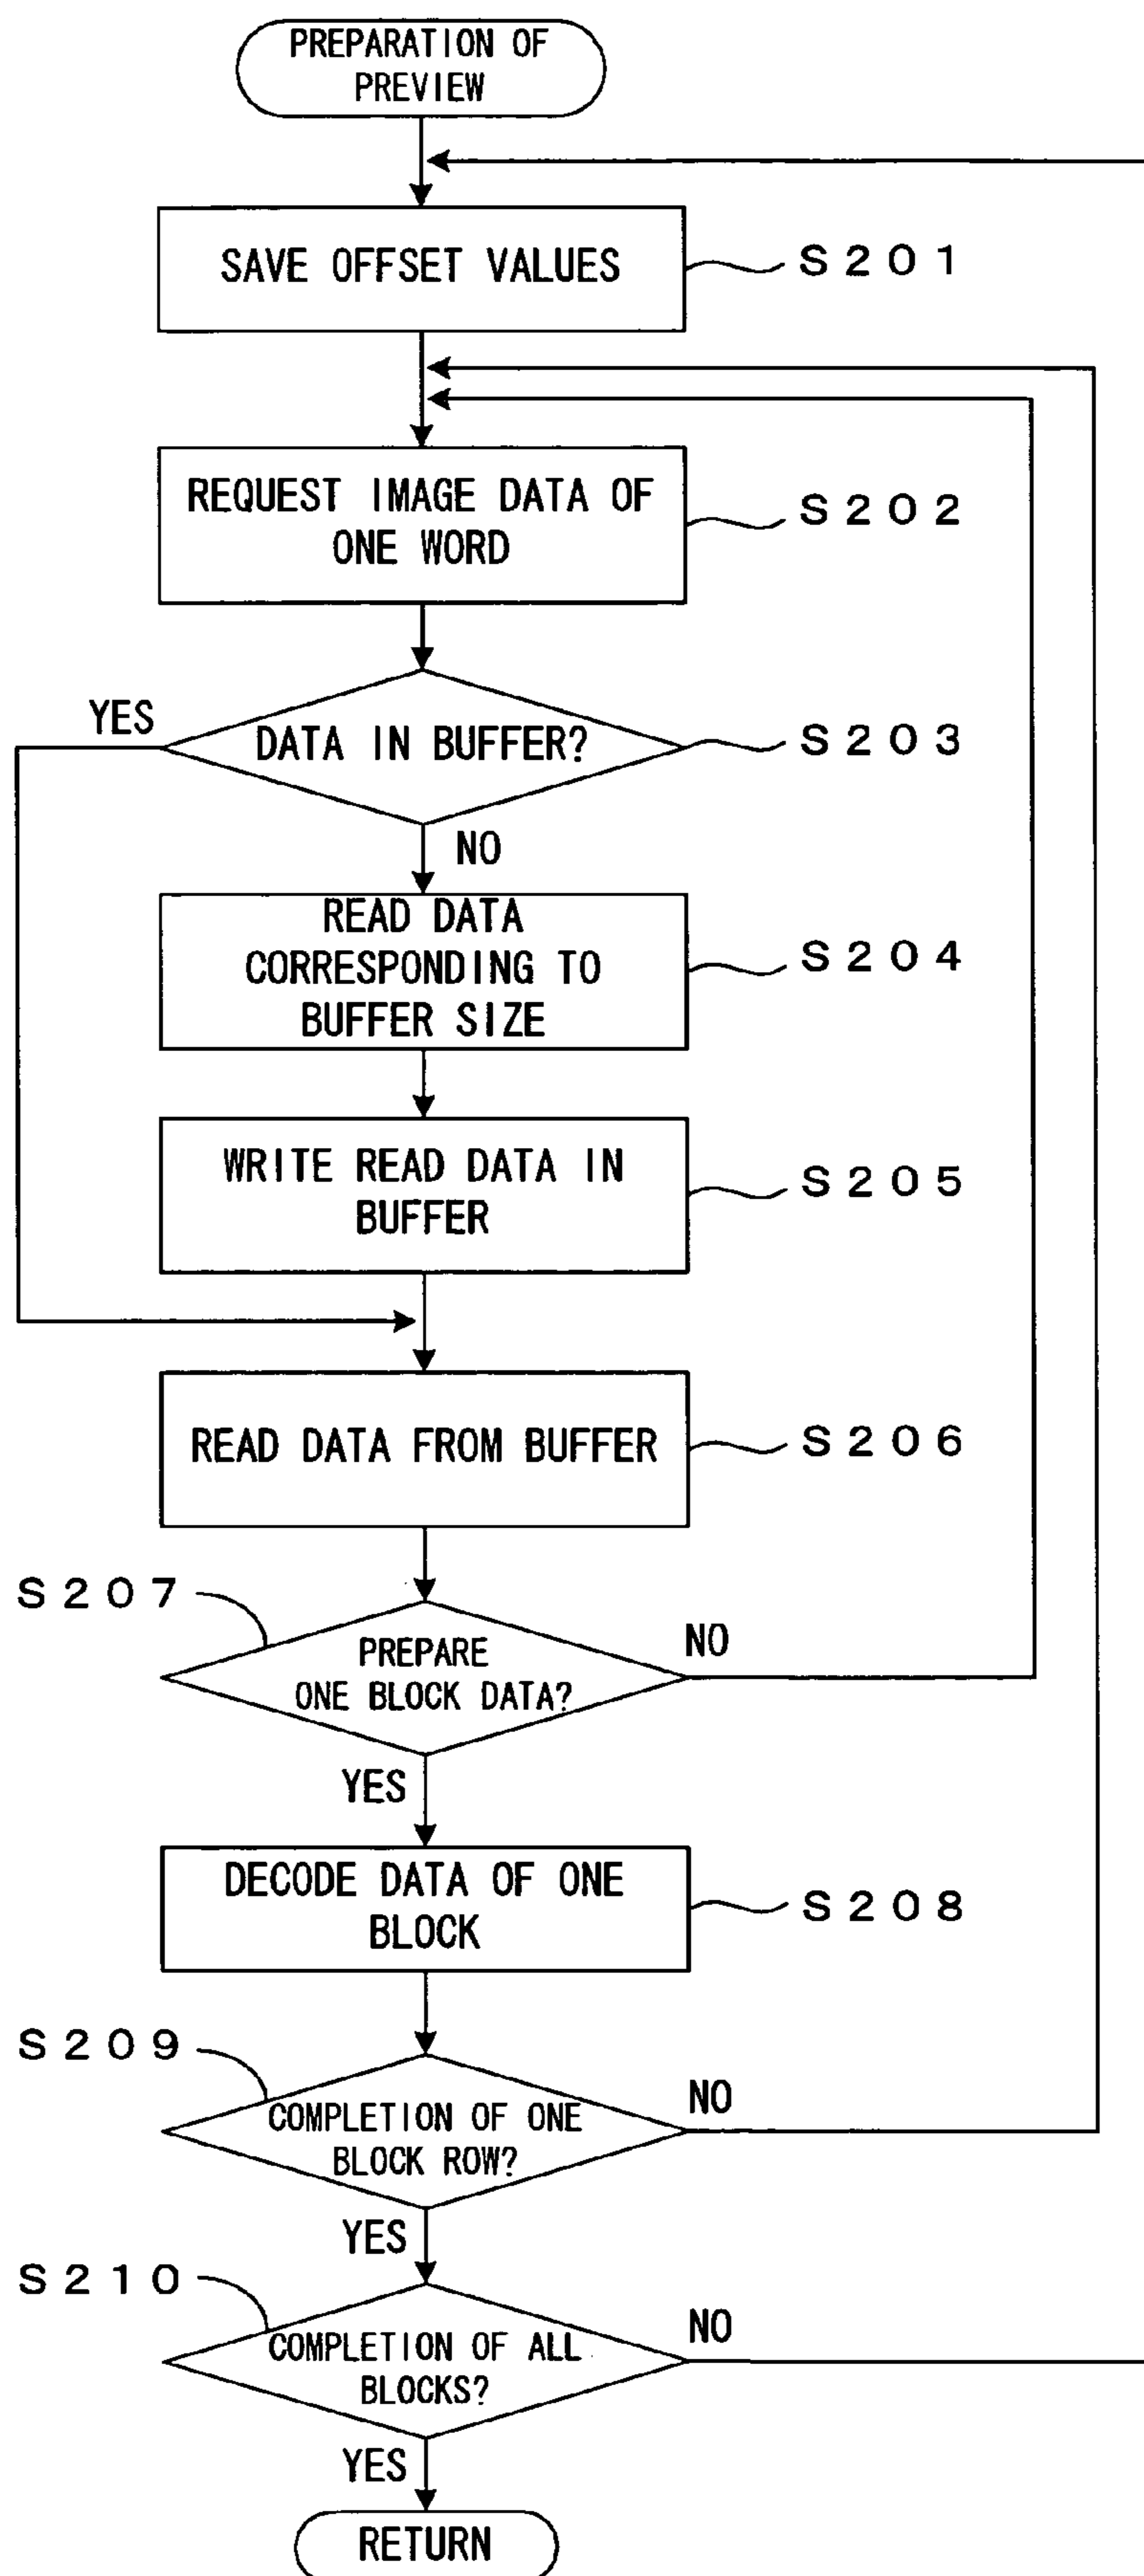 PREPARATION OF
PREVIEW
SAVE OFFSET VALUES
S201
REQUEST IMAGE DATA OF
ONE WORD
S202
YES
DATA IN BUFFER?
S203
NO
READ DATA
CORRESPONDING TO
BUFFER SIZE
S204
WRITE READ DATA IN
BUFFER
S205
READ DATA FROM BUFFER
S206
S207
PREPARE
ONE BLOCK DATA?
NO
YES
DECODE DATA OF ONE
BLOCK
S208
S209
COMPLETION OF ONE
BLOCK ROW?
NO
YES
S210
COMPLETION OF ALL
BLOCKS?
NO
YES
RETURN